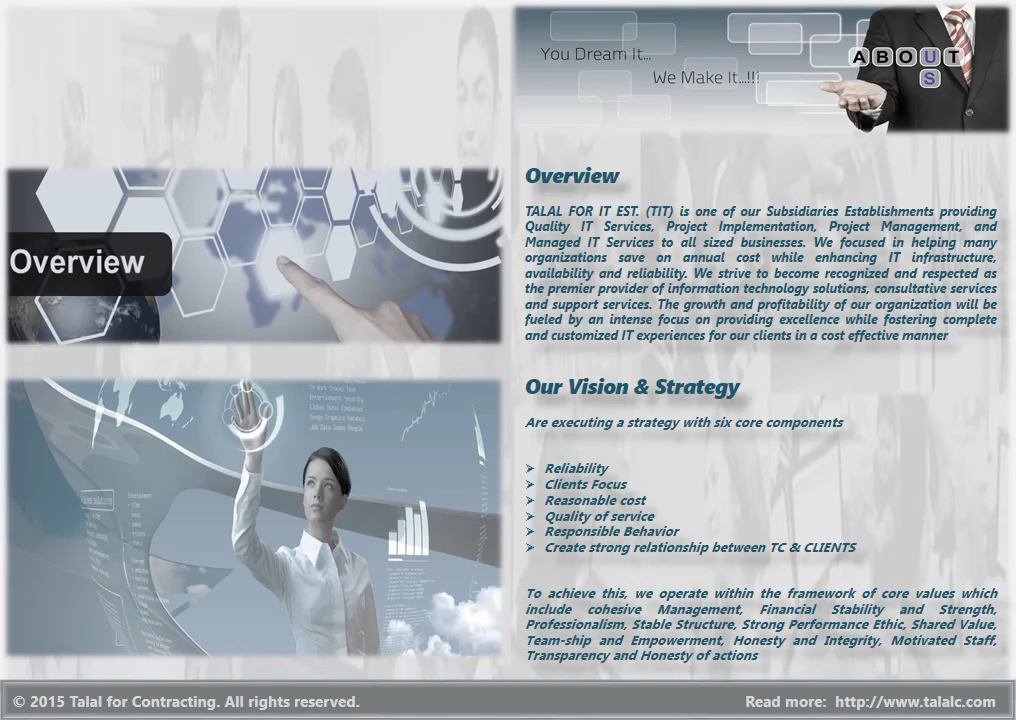 You Dream It...
We Make It...!!!
ABOUT
US
Overview
Overview
TALAL FOR IT EST. (TIT) is one of our Subsidiaries Establishments providing
Quality IT Services, Project Implementation, Project Management, and
Managed IT Services to all sized businesses. We focused in helping many
organizations save on annual cost while enhancing IT infrastructure,
availability and reliability. We strive to become recognized and respected as
the premier provider of information technology solutions, consultative services
and support services. The growth and profitability of our organization will be
fueled by an intense focus on providing excellence while fostering complete
and customized IT experiences for our clients in a cost effective manner
Our Vision & Strategy
Are executing a strategy with six core components
➢ Reliability
➢ Clients Focus
➢ Reasonable cost
➢ Quality of service
➢ Responsible Behavior
➢ Create strong relationship between TC & CLIENTS
To achieve this, we operate within the framework of core values which
include cohesive Management, Financial Stability and Strength,
Professionalism, Stable Structure, Strong Performance Ethic, Shared Value,
Team-ship and Empowerment, Honesty and Integrity, Motivated Staff,
Transparency and Honesty of actions
© 2015 Talal for Contracting. All rights reserved.
Read more: http://www.talalc.com